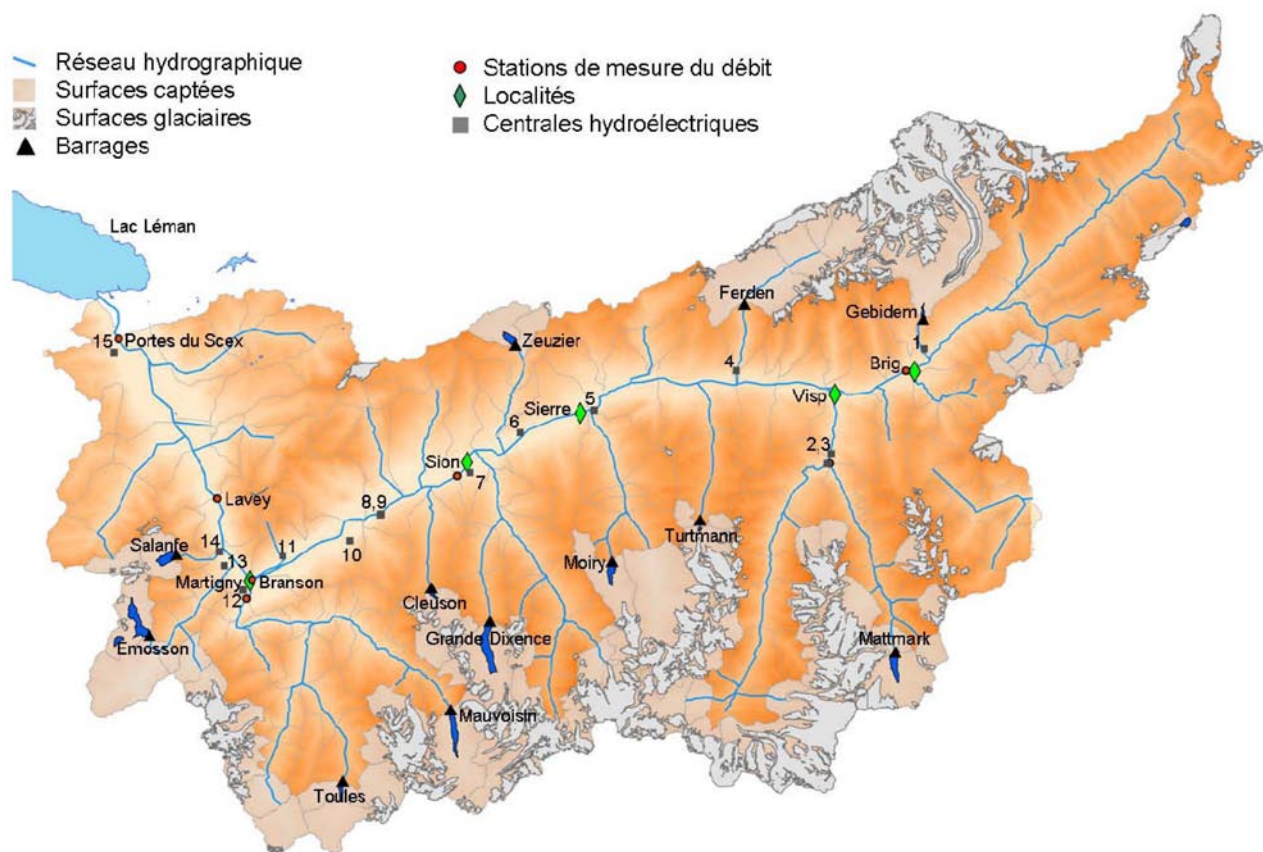 Réseau hydrographique
Surfaces captées
Surfaces glaciaires
Barrages
Stations de mesure du débit
Localités
Centrales hydroélectriques
Lac Léman
Ferden
Gebidem
1
15
Portes du Scex
Zeuzier
4
Brig
Visp
Sierre
5
6
2,3
Sion
7
Lavey
8,9
Turtmann
10
Salanfe
14
11
13
Moiry
Martigny
Branson
12
Cleuson
Grande Dixence
Emosson
Mattmark
Mauvoisin
Toules